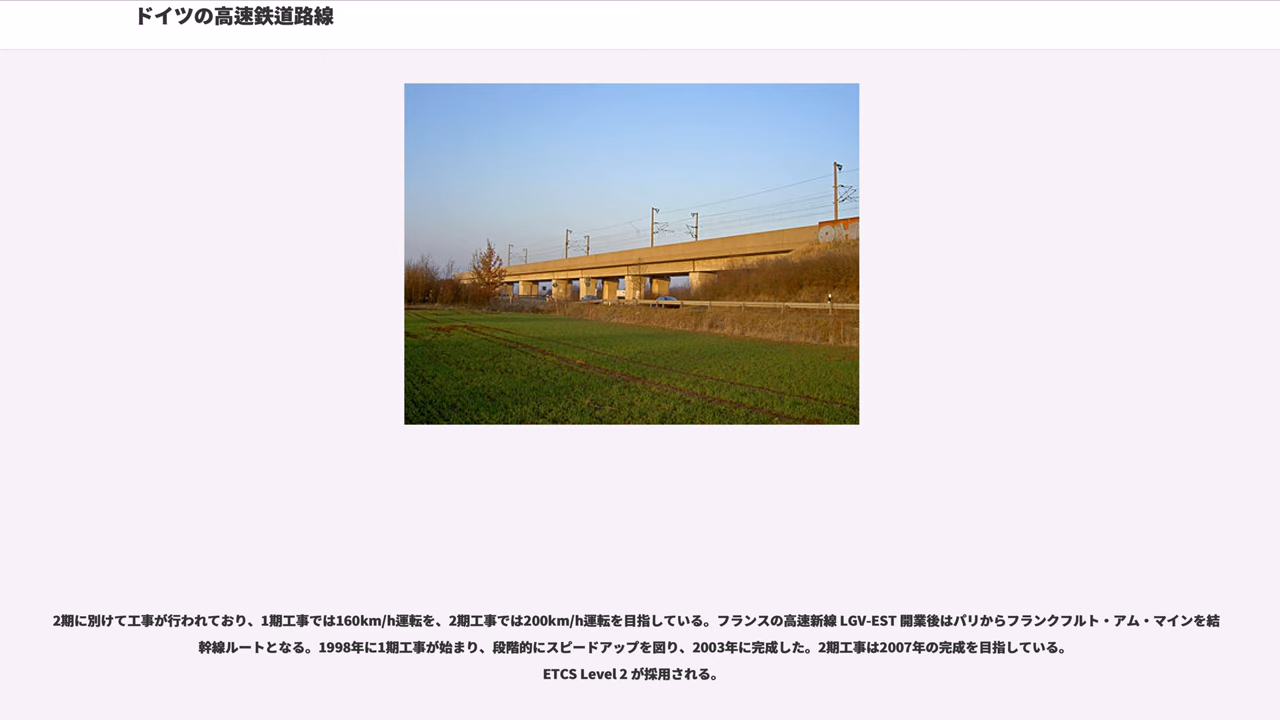 ドイツの高速鉄道路線
2期に別けて工事が行われており、1期工事では160km/h運転を、2期工事では200km/h運転を目指している。フランスの高速新線 LGV-EST 開業後はパリからフランクフルト・アム・マインを結
幹線ルートとなる。1998年に1期工事が始まり、段階的にスピードアップを図り、2003年に完成した。2期工事は2007年の完成を目指している。
ETCS Level 2 が採用される。